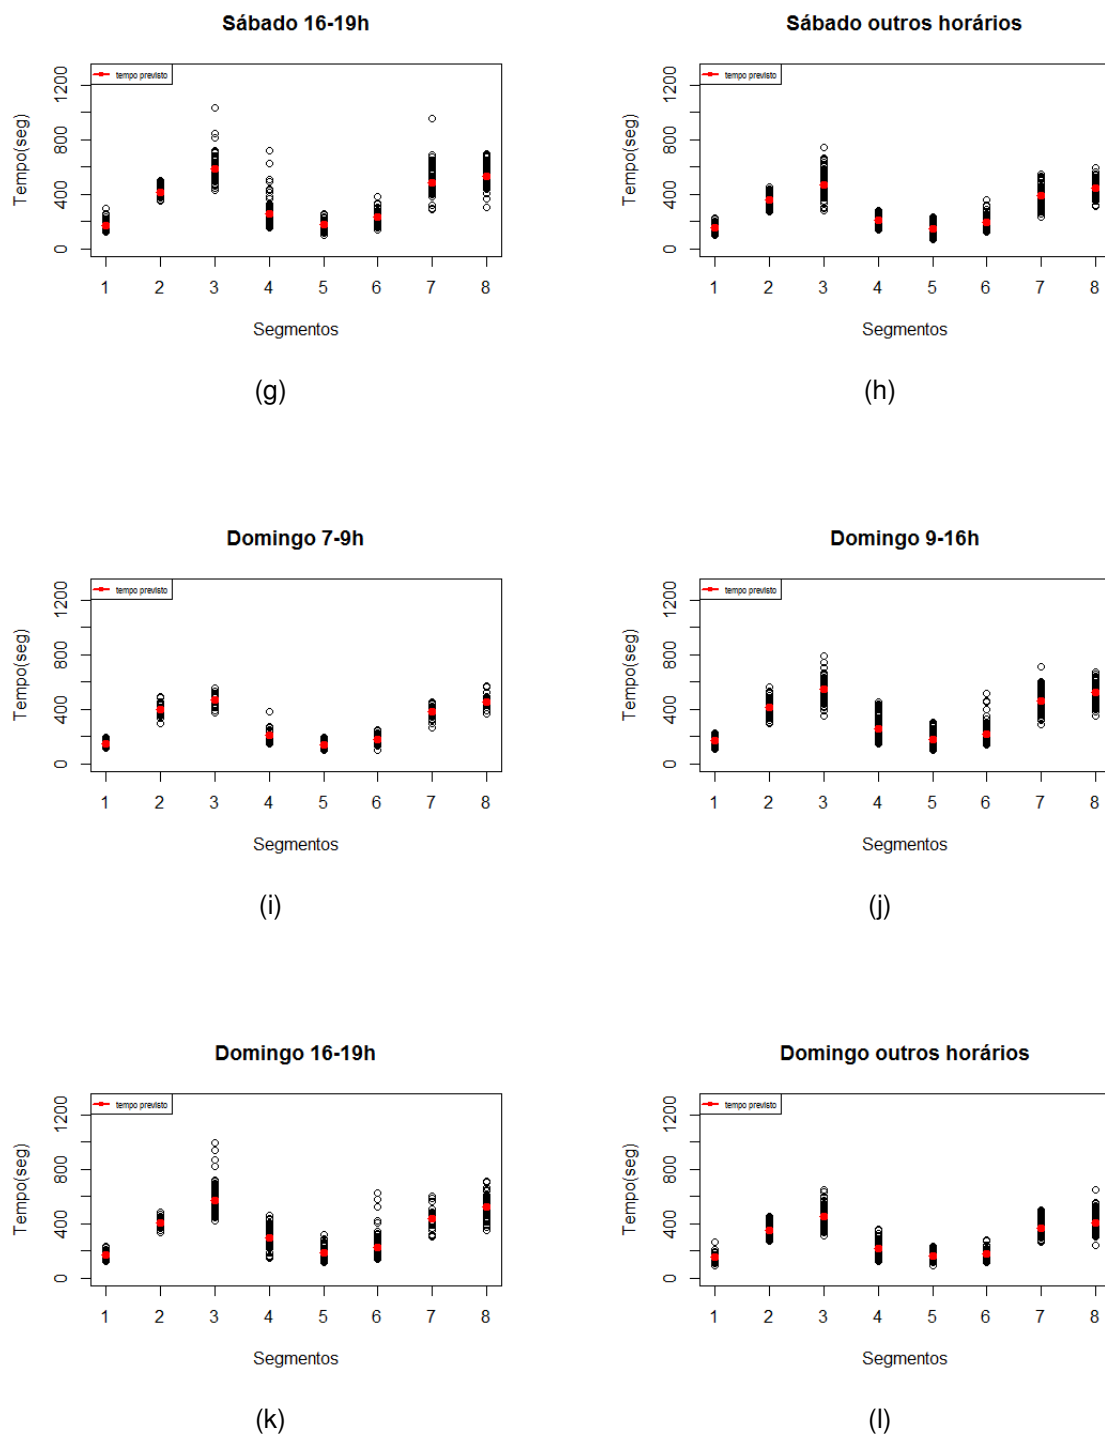 Sábado 16-19h
tempo previsto
Tempo(seg)
0 400 800 1200
1 2 3 4 5 6 7 8
Segmentos
(g)
Sábado outros horários
tempo previsto
Tempo(seg)
0 400 800 1200
1 2 3 4 5 6 7 8
Segmentos
(h)
Domingo 7-9h
tempo previsto
Tempo(seg)
0 400 800 1200
1 2 3 4 5 6 7 8
Segmentos
(i)
Domingo 9-16h
tempo previsto
Tempo(seg)
0 400 800 1200
1 2 3 4 5 6 7 8
Segmentos
(j)
Domingo 16-19h
tempo previsto
Tempo(seg)
0 400 800 1200
1 2 3 4 5 6 7 8
Segmentos
(k)
Domingo outros horários
tempo previsto
Tempo(seg)
0 400 800 1200
1 2 3 4 5 6 7 8
Segmentos
(l)